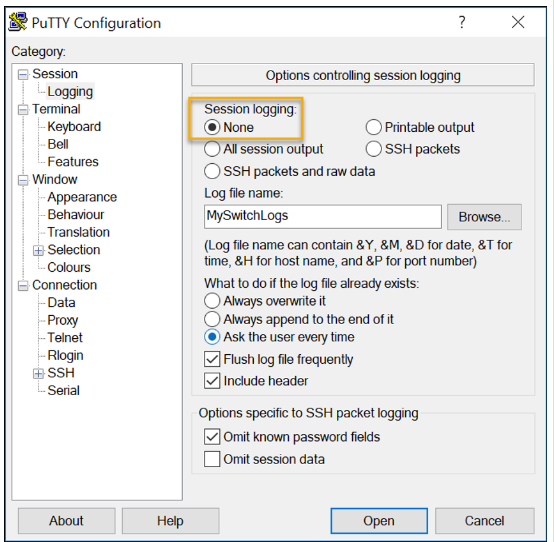 PuTTY Configuration
?
Category:
Session
Logging
Terminal
Keyboard
Bell
Features
Window
Appearance
Behaviour
Translation
Selection
Colours
Connection
Data
Proxy
Telnet
Rlogin
SSH
Serial
Options controlling session logging
Session logging:
None
Printable output
All session output
SSH packets
SSH packets and raw data
Log file name:
MySwitchLogs
Browse...
(Log file name can contain &Y, &M, &D for date, &T for
time, &H for host name, and &P for port number)
What to do if the log file already exists:
Always overwrite it
Always append to the end of it
Ask the user every time
Flush log file frequently
Include header
Options specific to SSH packet logging
Omit known password fields
Omit session data
About
Help
Open
Cancel